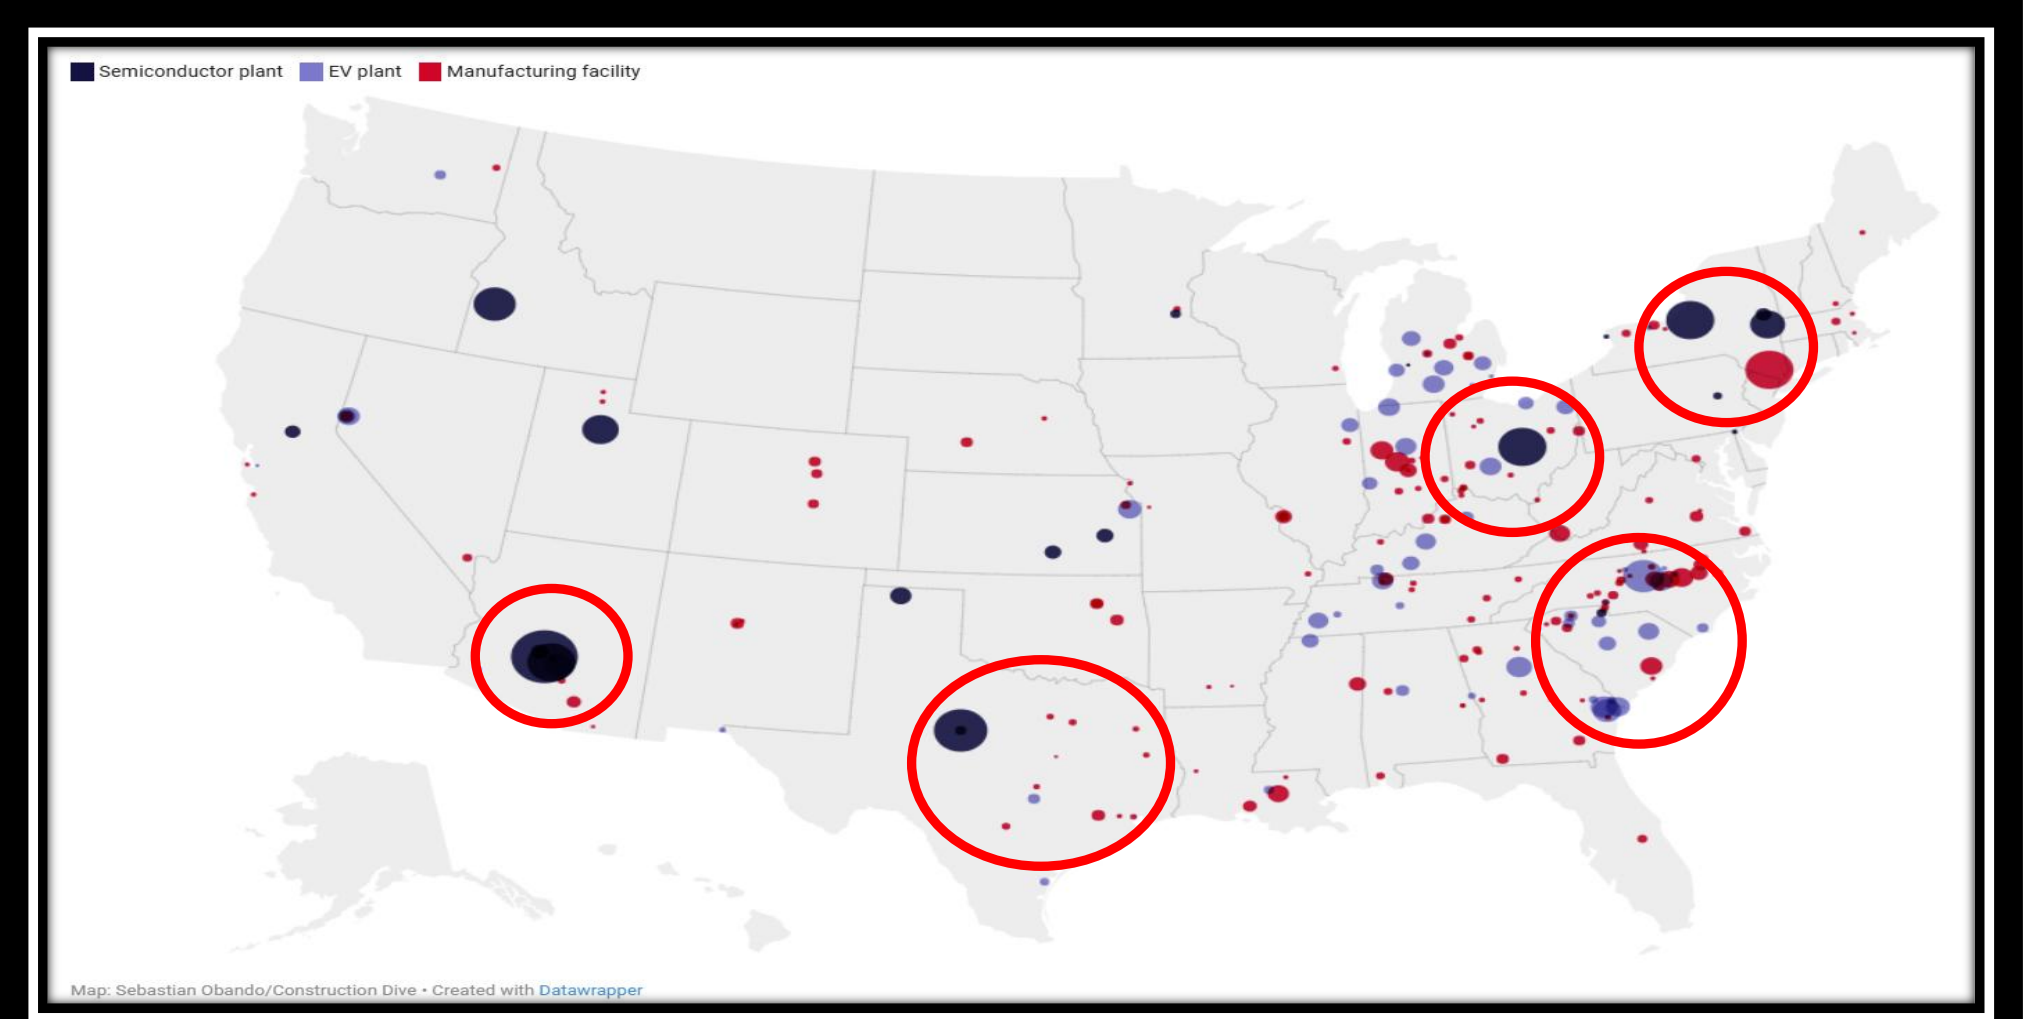 Semiconductor plant EV plant Manufacturing facility
Map: Sebastian Obando/Construction Dive • Created with Datawrapper